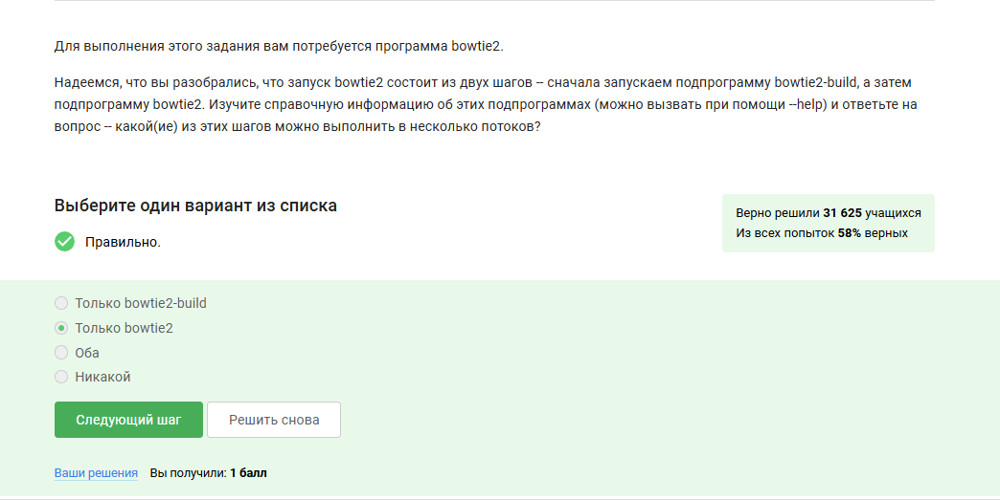 Для выполнения этого задания вам потребуется программа bowtie2.
Надеемся, что вы разобрались, что запуск bowtie2 состоит из двух шагов -- сначала запускаем подпрограмму bowtie2-build, а затем
подпрограмму bowtie2. Изучите справочную информацию об этих подпрограммах (можно вызвать при помощи --help) и ответьте на
вопрос -- какой(ие) из этих шагов можно выполнить в несколько потоков?
Выберите один вариант из списка
Правильно.
Верно решили 31 625 учащихся
Из всех попыток 58% верных
Только bowtie2-build
Только bowtie2
Оба
Никакой
Следующий шаг
Решить снова
Ваши решения Вы получили: 1 балл